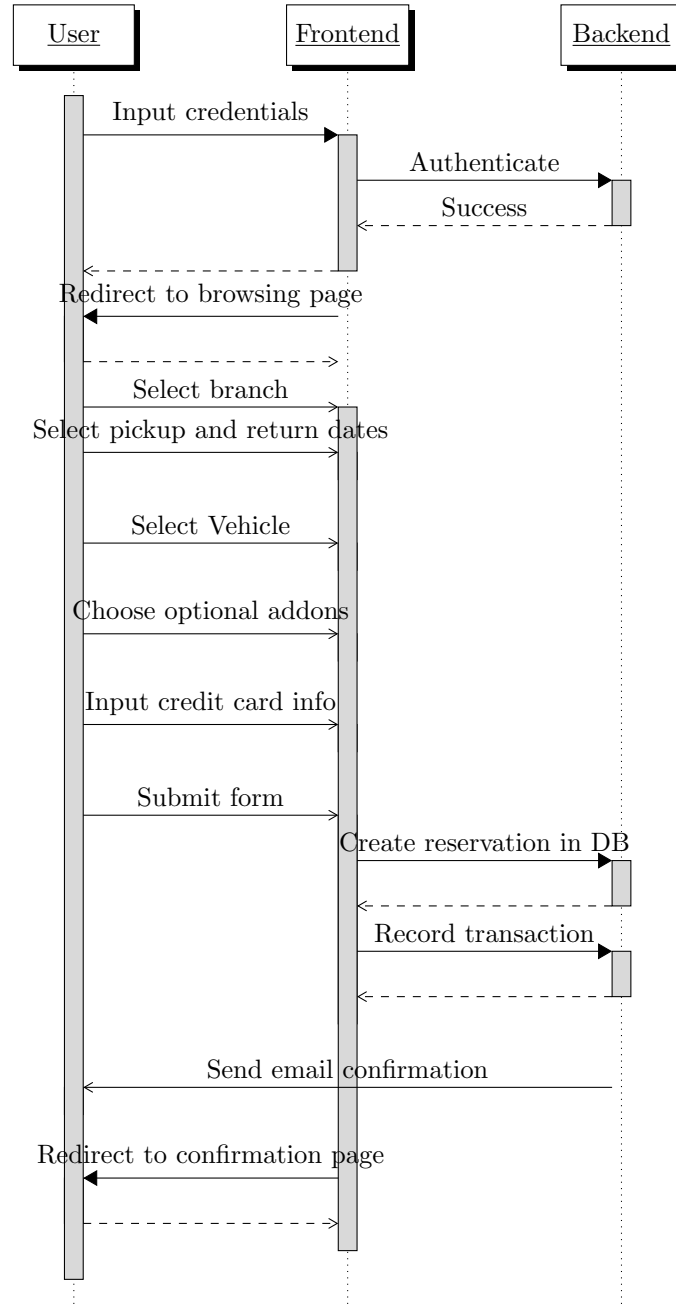 User
Frontend
Backend
Input credentials
Authenticate
Success
Redirect to browsing page
Select branch
Select pickup and return dates
Select Vehicle
Choose optional addons
Input credit card info
Submit form
Create reservation in DB
Record transaction
Send email confirmation
Redirect to confirmation page